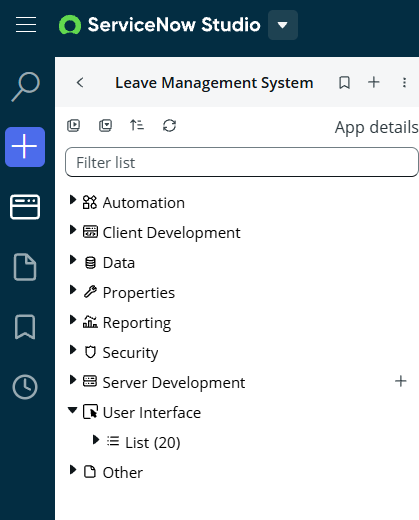 ServiceNow Studio
Leave Management System
App details
Filter list
Automation
Client Development
Data
Properties
Reporting
Security
Server Development
User Interface
List (20)
Other